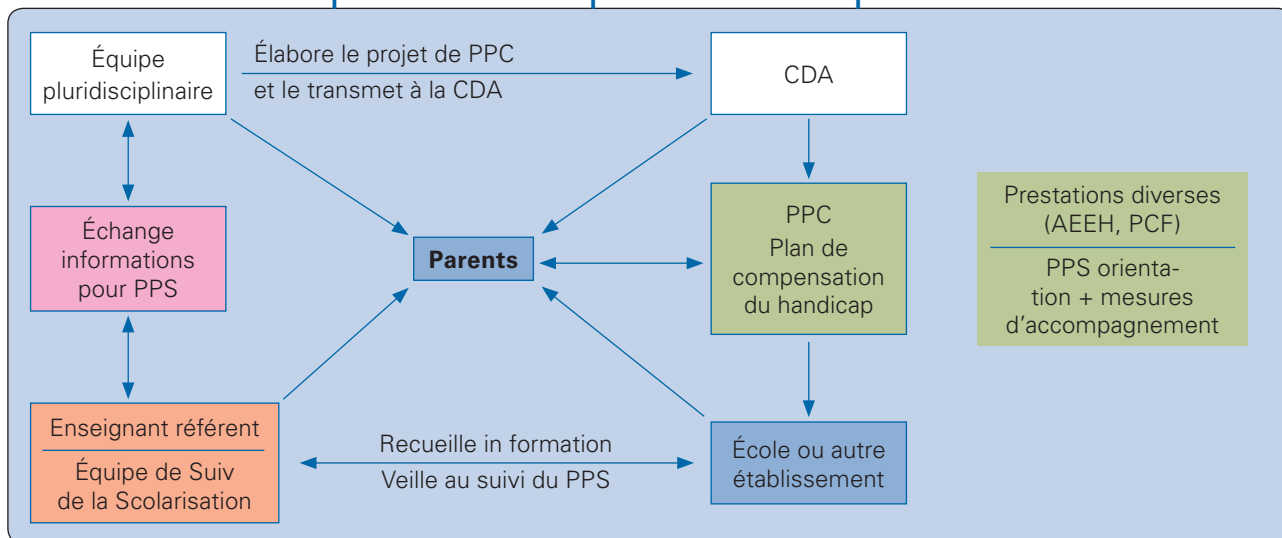 Équipe
pluridisciplinaire
Élabore le projet de PPC
et le transmet à la CDA
CDA
Échange
informations
pour PPS
Parents
PPC
Plan de
compensation
du handicap
Prestations diverses
(AEEH, PCF)
PPS orienta-
tion + mesures
d'accompagnement
Enseignant référent
Équipe de Suiv
de la Scolarisation
Recueille in formation
Veille au suivi du PPS
École ou autre
établissement